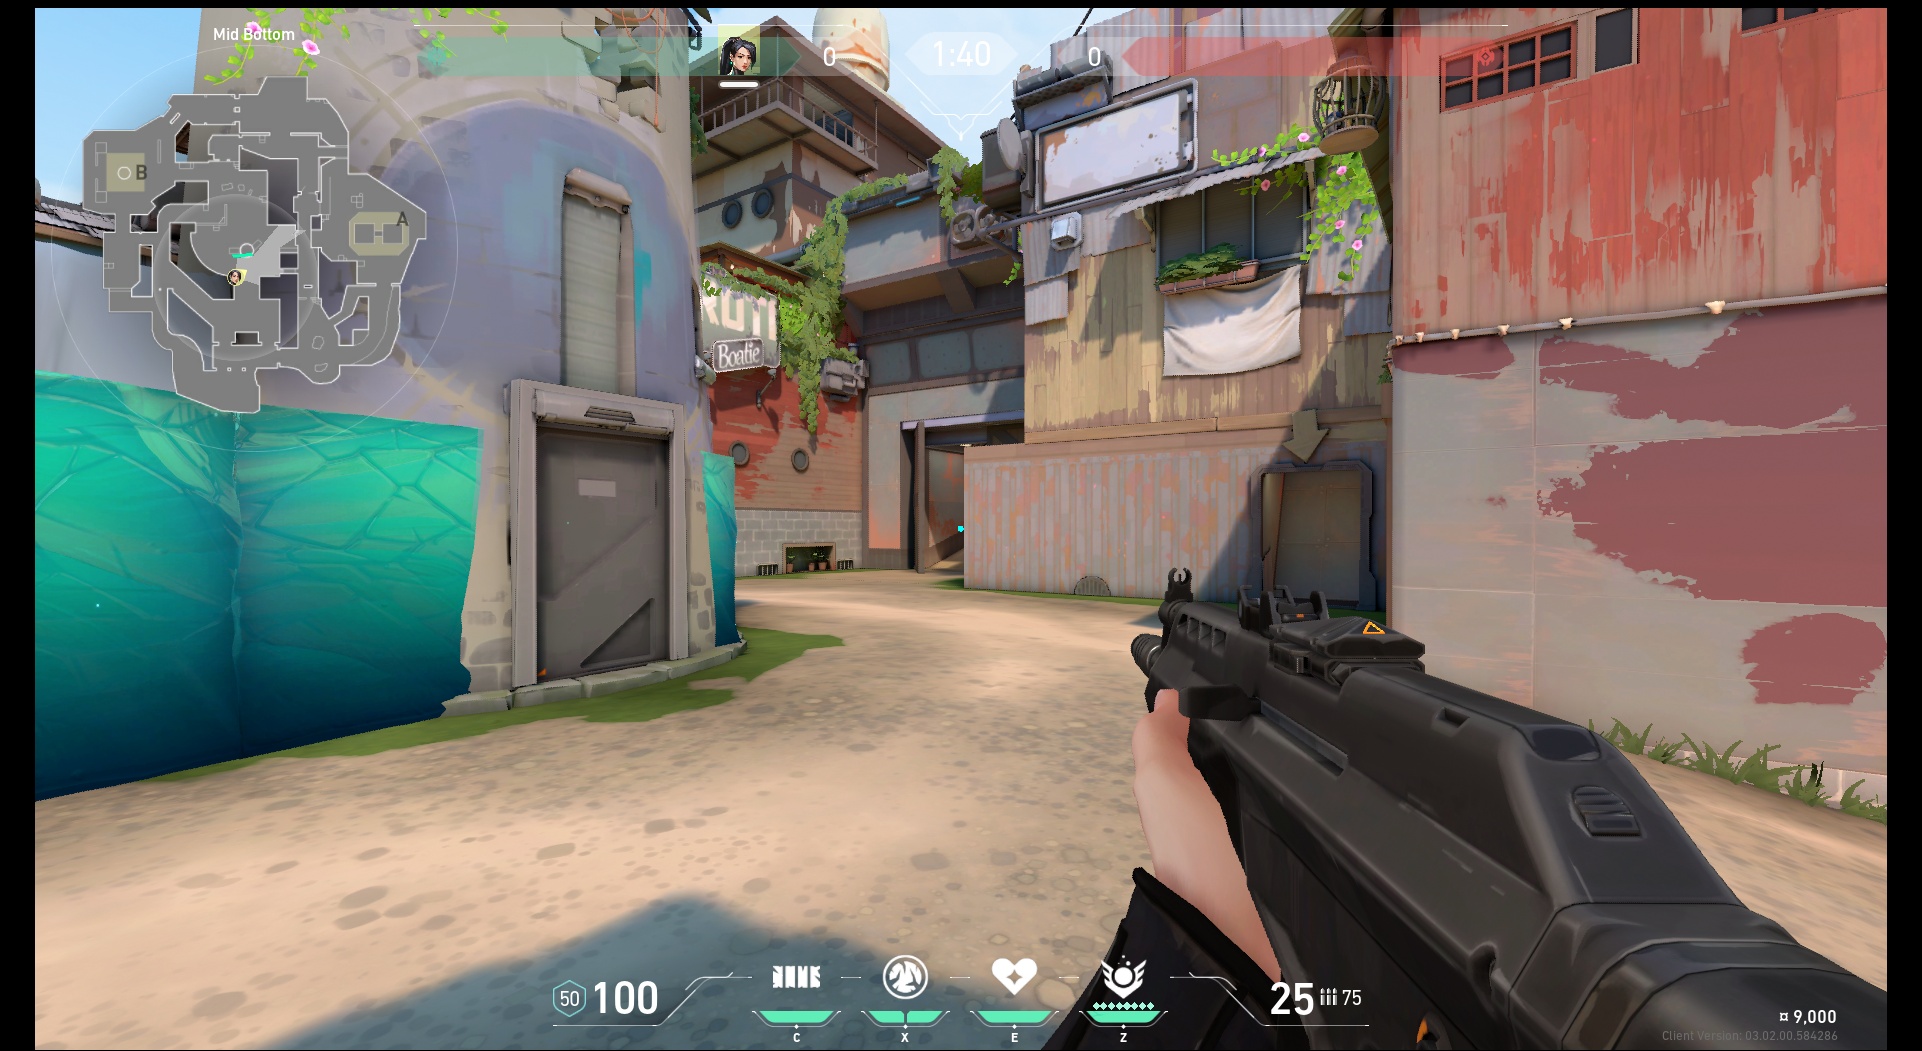 Mid Bottom
0
1:40
0
B
A
ROTI
Boatie
50 100
25 75
C X E Z
¤ 9,000
Client Version: 03.02.00.584286